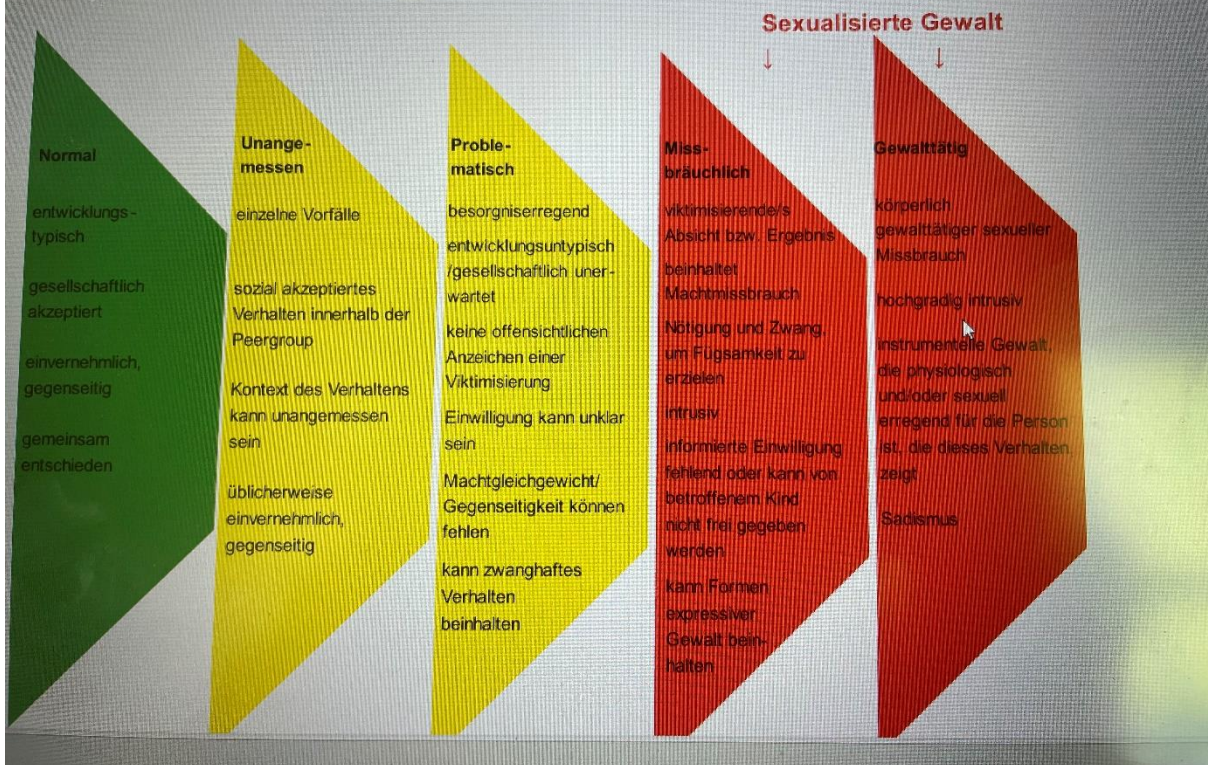 Sexualisierte Gewalt
↓
↓
Normal
entwicklungs-
typisch
gesellschaftlich
akzeptiert
einvernehmlich,
gegenseitig
gemeinsam
entschieden
Unange-
messen
einzelne Vorfälle
sozial akzeptiertes
Verhalten innerhalb der
Peergroup
Kontext des Verhaltens
kann unangemessen
sein
üblicherweise
einvernehmlich,
gegenseitig
Proble-
matisch
besorgniserregend
entwicklungsuntypisch
/gesellschaftlich uner-
wartet
keine offensichtlichen
Anzeichen einer
Viktimisierung
Einwilligung kann unklar
sein
Machtgleichgewicht/
Gegenseitigkeit können
fehlen
kann zwanghaftes
Verhalten
beinhalten
Miss-
bräuchlich
viktimisierende/s
Absicht bzw. Ergebnis
beinhaltet
Machtmissbrauch
Nötigung und Zwang,
um Fügsamkeit zu
erzielen
intrusiv
informierte Einwilligung
fehlend oder kann von
betroffenem Kind
nicht frei gegeben
werden
kann Formen
expressiver
Gewalt bein-
halten
Gewalttätig
körperlich
gewalttätiger sexueller
Missbrauch
hochgradig intrusiv
instrumentelle Gewalt,
die physiologisch
und/oder sexuell
erregend für die Person
ist, die dieses Verhalten
zeigt
Sadismus